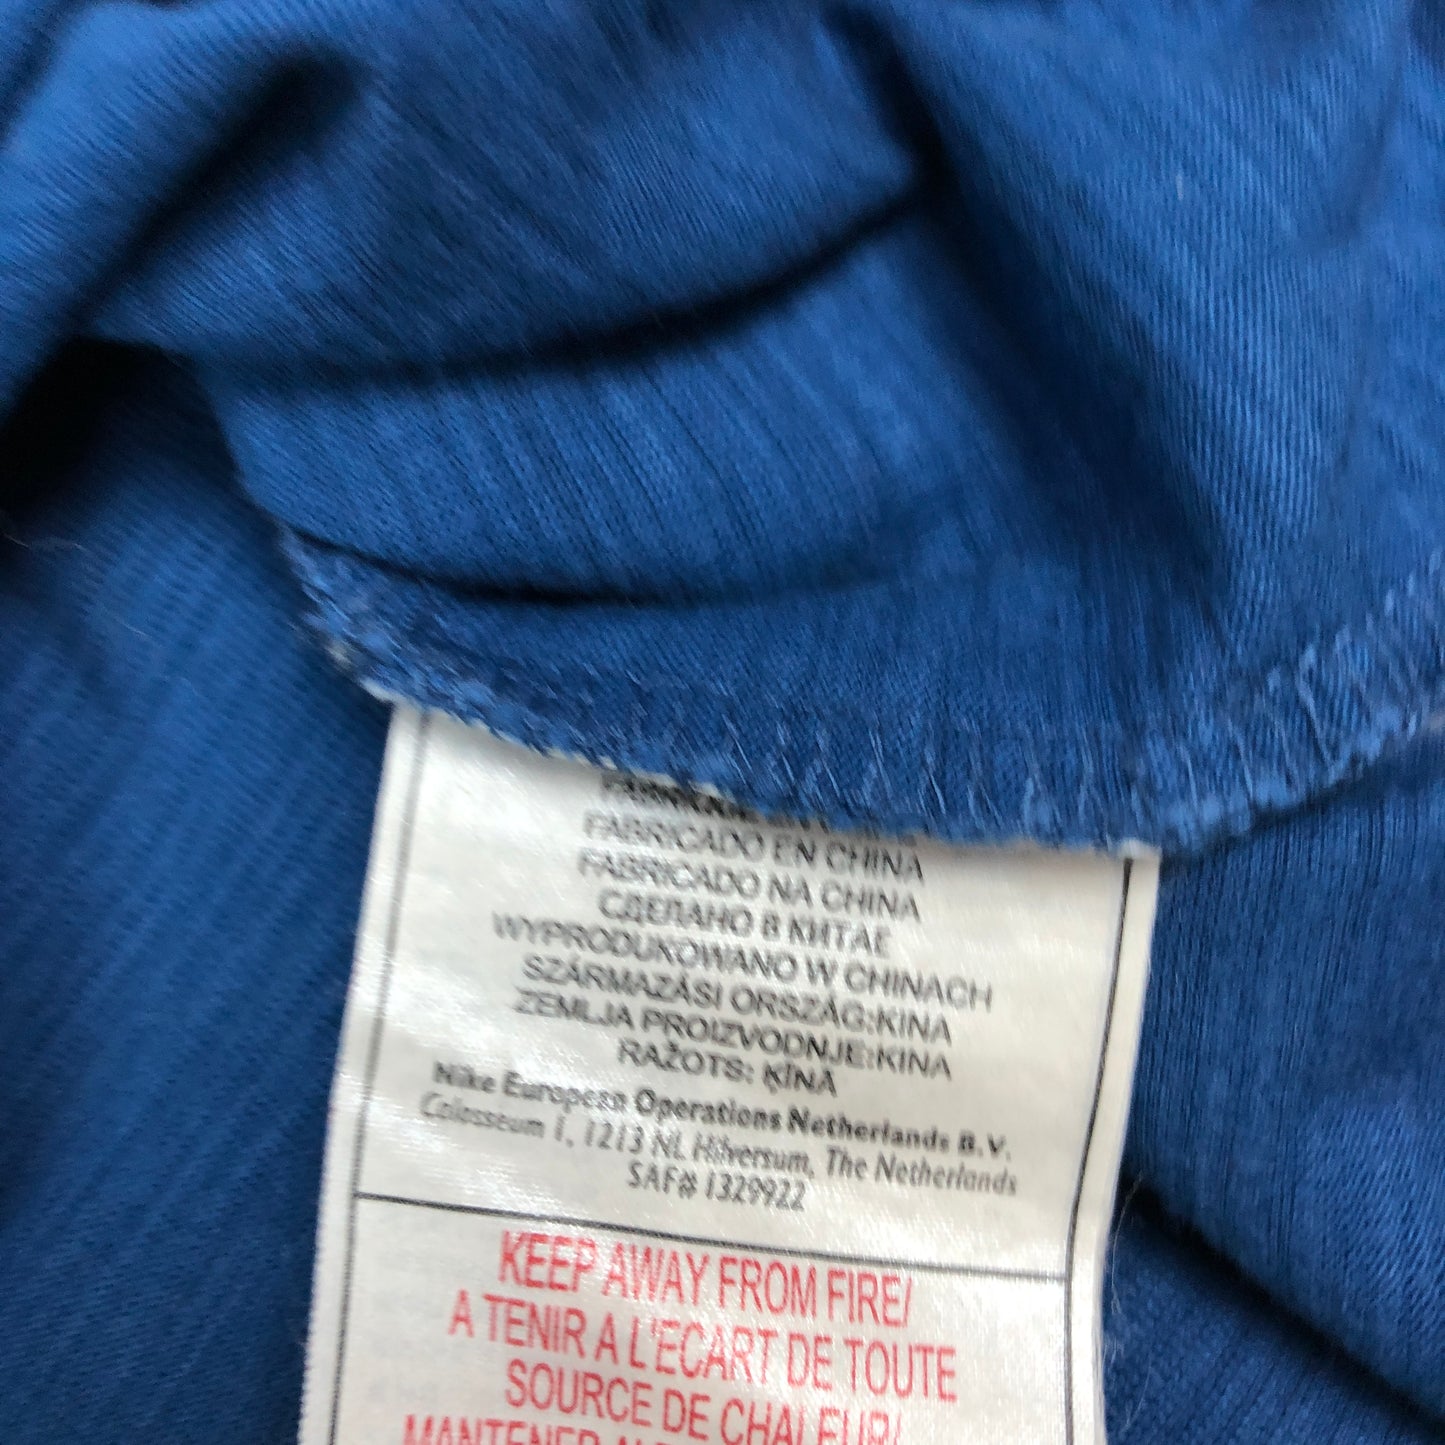 FABRICADO EN CHINA
FABRICADO NA CHINA
СДЕЛАНО В КИТАЕ
WYPRODUKOWANO W CHINACH
SZÁRMAZÁSI ORSZÁG:KINA
ZEMLJA PROIZVODNJE:KINA
RAŽOTS: ĶĪNĀ
Nike European Operations Netherlands B.V.
Colosseum 1, 1213 NL Hilversum, The Netherlands
SAF# 1329922
KEEP AWAY FROM FIRE/
A TENIR A L'ECART DE TOUTE
SOURCE DE CHALEUR/
MANTENER